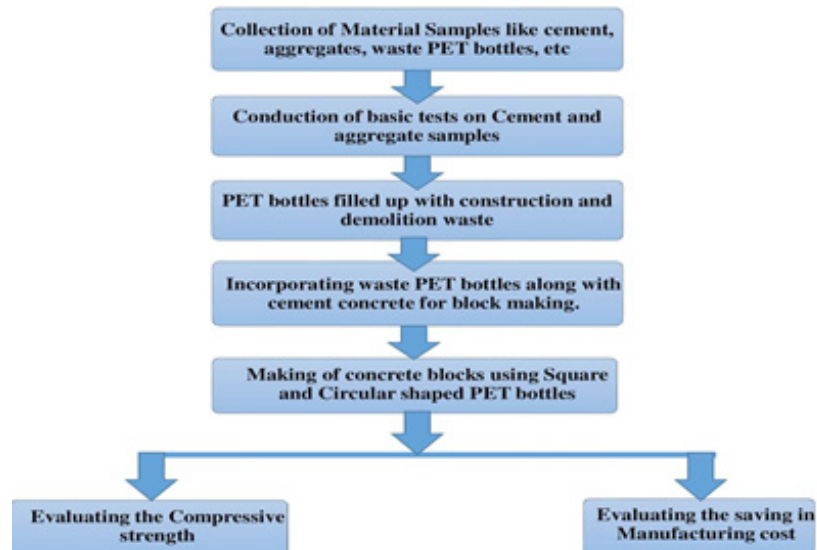 Collection of Material Samples like cement,
aggregates, waste PET bottles, etc
Conduction of basic tests on Cement and
aggregate samples
PET bottles filled up with construction and
demolition waste
Incorporating waste PET bottles along with
cement concrete for block making.
Making of concrete blocks using Square
and Circular shaped PET bottles
Evaluating the Compressive
strength
Evaluating the saving in
Manufacturing cost